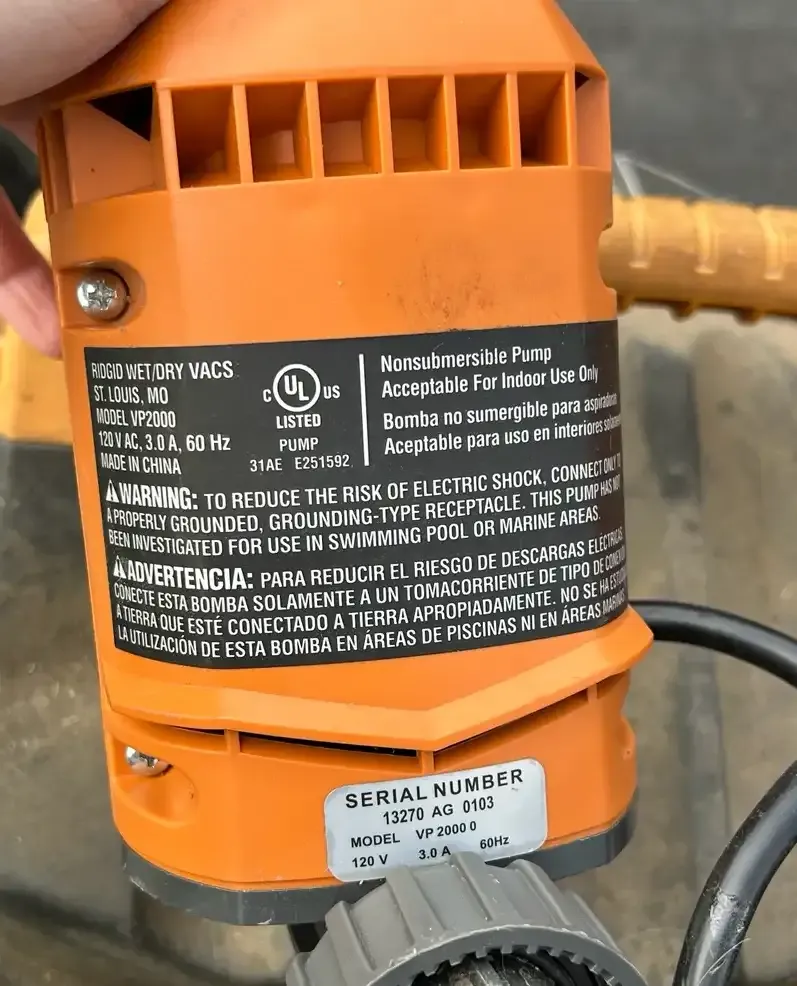 RIDGID WET/DRY VACS
ST. LOUIS, MO
MODEL VP2000
120 V AC, 3.0 A, 60 Hz
MADE IN CHINA
C UL US
LISTED
PUMP
31AE E251592
Nonsubmersible Pump
Acceptable For Indoor Use Only
Bomba no sumergible para
Aceptable para uso en interiores
WARNING: TO REDUCE THE RISK OF ELECTRIC SHOCK, CONNECT ONLY TO
A PROPERLY GROUNDED, GROUNDING-TYPE RECEPTACLE. THIS PUMP HAS NOT
BEEN INVESTIGATED FOR USE IN SWIMMING POOL OR MARINE AREAS.
ADVERTENCIA: PARA REDUCIR EL RIESGO DE DESCARGAS ELÉCTRICAS,
CONECTE ESTA BOMBA SOLAMENTE A UN TOMACORRIENTE DE TIPO DE
A TIERRA QUE ESTÉ CONECTADO A TIERRA APROPIADAMENTE. NO SE HA
LA UTILIZACIÓN DE ESTA BOMBA EN ÁREAS DE PISCINAS NI EN ÁREAS
SERIAL NUMBER
13270 AG 0103
MODEL VP 2000 0
120 V 3.0 A 60Hz